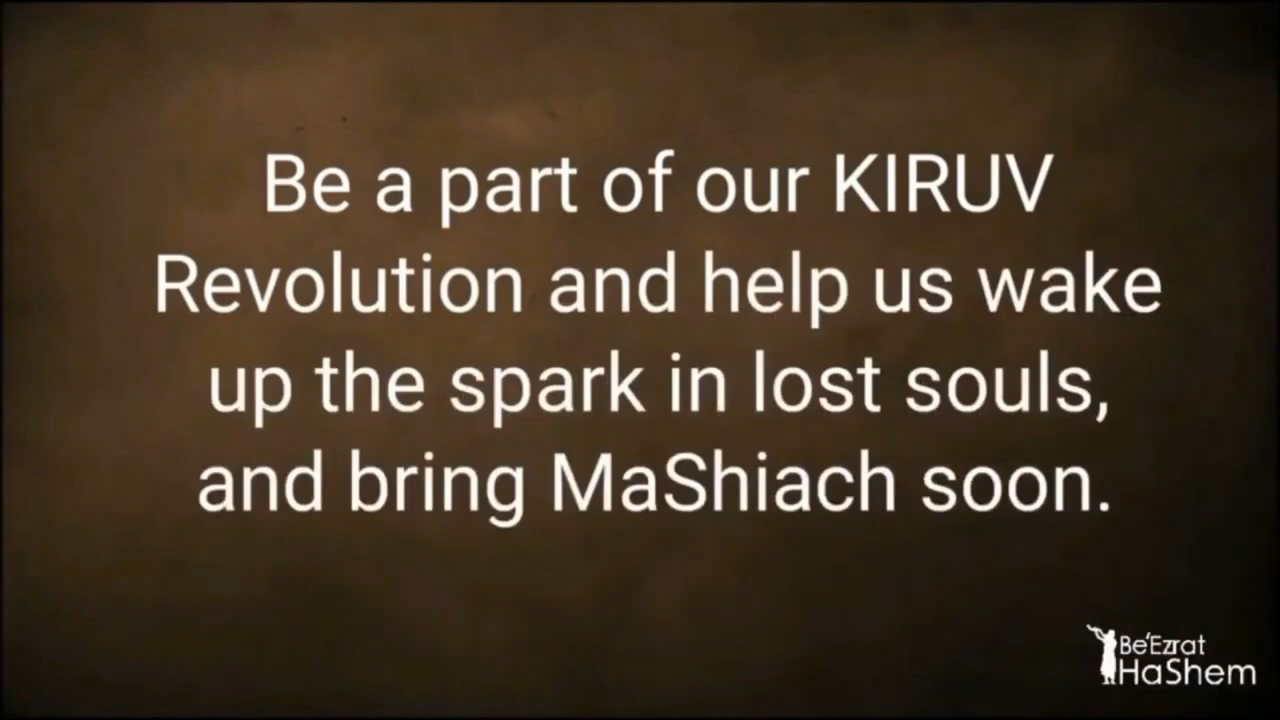 Be a part of our KIRUV
Revolution and help us wake
up the spark in lost souls,
and bring MaShiach soon.
Be'Ezrat
HaShem